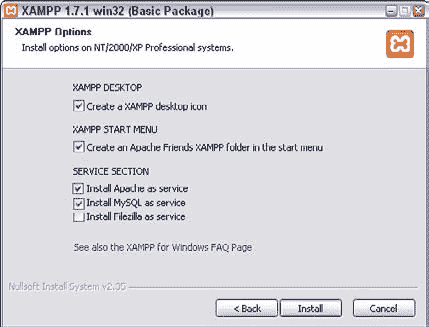 XAMPP 1.7.1 win32 (Basic Package)
XAMPP Options
Install options on NT/2000/XP Professional systems.
XAMPP DESKTOP
Create a XAMPP desktop icon
XAMPP START MENU
Create an Apache Friends XAMPP folder in the start menu
SERVICE SECTION
Install Apache as service
Install MySQL as service
Install Filezilla as service
See also the XAMPP for Windows FAQ Page
Nullsoft Install System v2.35
< Back Install Cancel